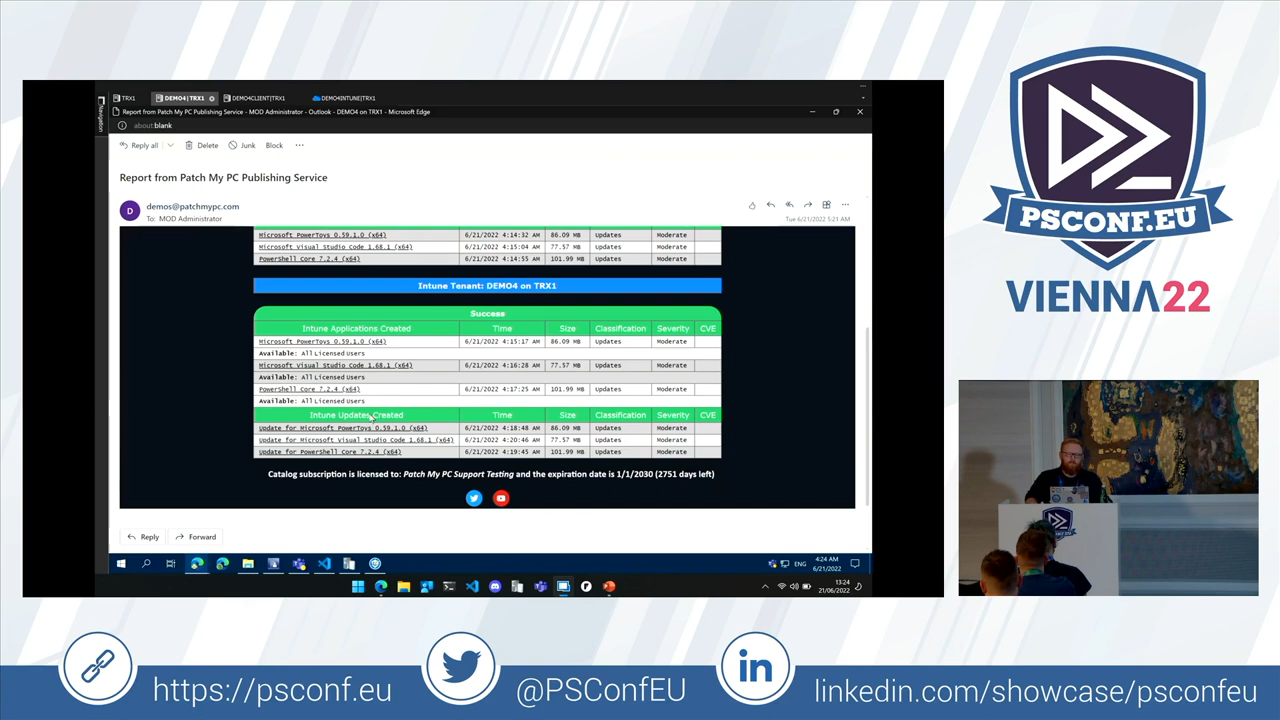 TRX1
DEMO4|TRX1
DEMO4CLIENT|TRX1
DEMO4INTUNE|TRX1
Navigation
Report from Patch My PC Publishing Service - MOD Administrator - Outlook - DEMO4 on TRX1 - Microsoft Edge
about:blank
Reply all
Delete
Junk
Block
Report from Patch My PC Publishing Service
D
demos@patchmypc.com
To: MOD Administrator
Tue 6/21/2022 5:21 AM
Microsoft PowerToys 0.59.1.0 (x64) 6/21/2022 4:14:32 AM 86.09 MB Updates Moderate
Microsoft Visual Studio Code 1.68.1 (x64) 6/21/2022 4:15:04 AM 77.57 MB Updates Moderate
PowerShell Core 7.2.4 (x64) 6/21/2022 4:14:55 AM 101.99 MB Updates Moderate
Intune Tenant: DEMO4 on TRX1
Success
Intune Applications Created Time Size Classification Severity CVE
Microsoft PowerToys 0.59.1.0 (x64) 6/21/2022 4:15:17 AM 86.09 MB Updates Moderate
Available: All Licensed Users
Microsoft Visual Studio Code 1.68.1 (x64) 6/21/2022 4:16:28 AM 77.57 MB Updates Moderate
Available: All Licensed Users
PowerShell Core 7.2.4 (x64) 6/21/2022 4:17:25 AM 101.99 MB Updates Moderate
Available: All Licensed Users
Intune Updates Created Time Size Classification Severity CVE
Update for Microsoft PowerToys 0.59.1.0 (x64) 6/21/2022 4:18:48 AM 86.09 MB Updates Moderate
Update for Microsoft Visual Studio Code 1.68.1 (x64) 6/21/2022 4:20:46 AM 77.57 MB Updates Moderate
Update for PowerShell Core 7.2.4 (x64) 6/21/2022 4:19:45 AM 101.99 MB Updates Moderate
Catalog subscription is licensed to: Patch My PC Support Testing and the expiration date is 1/1/2030 (2751 days left)
Reply
Forward
ENG
4:24 AM
6/21/2022
13:24
21/06/2022
PSCONF.EU
VIENNA22
https://psconf.eu
@PSConfEU
in
linkedin.com/showcase/psconfeu